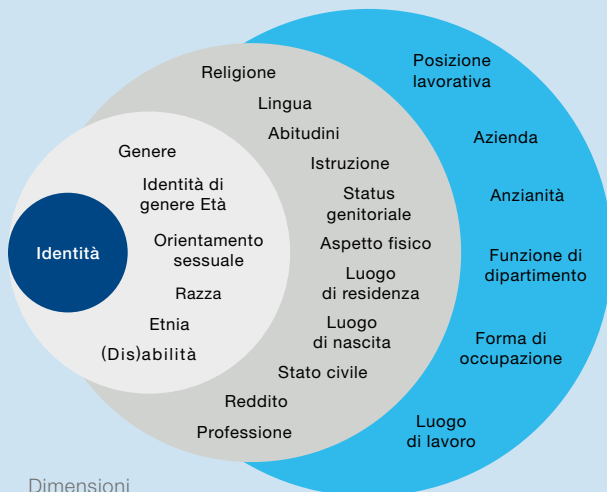 Identità
Genere
Identità di
genere Età
Orientamento
sessuale
Razza
Etnia
(Dis)abilità
Religione
Lingua
Abitudini
Istruzione
Status
genitoriale
Aspetto fisico
Luogo
di residenza
Luogo
di nascita
Stato civile
Reddito
Professione
Posizione
lavorativa
Azienda
Anzianità
Funzione di
dipartimento
Forma di
occupazione
Luogo
di lavoro
Dimensioni